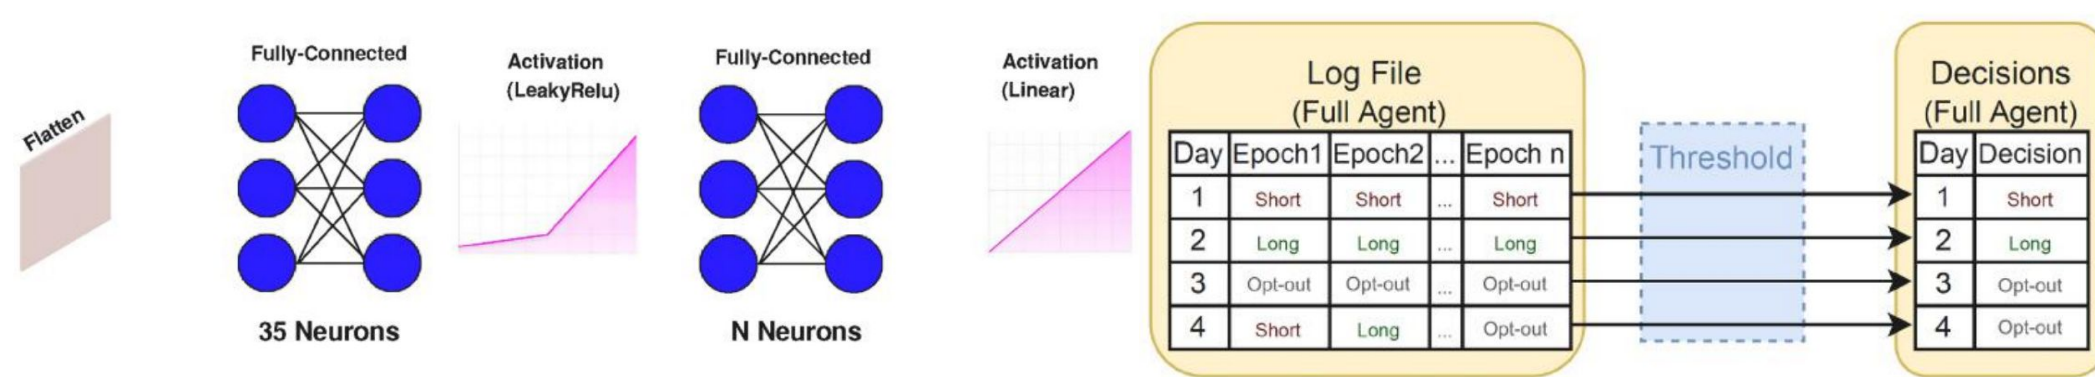 Flatten
Fully-Connected
35 Neurons
Activation
(LeakyRelu)
Fully-Connected
N Neurons
Activation
(Linear)
Log File
(Full Agent)
Day Epoch1 Epoch2 ... Epoch n
1 Short Short ... Short
2 Long Long ... Long
3 Opt-out Opt-out ... Opt-out
4 Short Long ... Opt-out
Threshold
Decisions
(Full Agent)
Day Decision
1 Short
2 Long
3 Opt-out
4 Opt-out